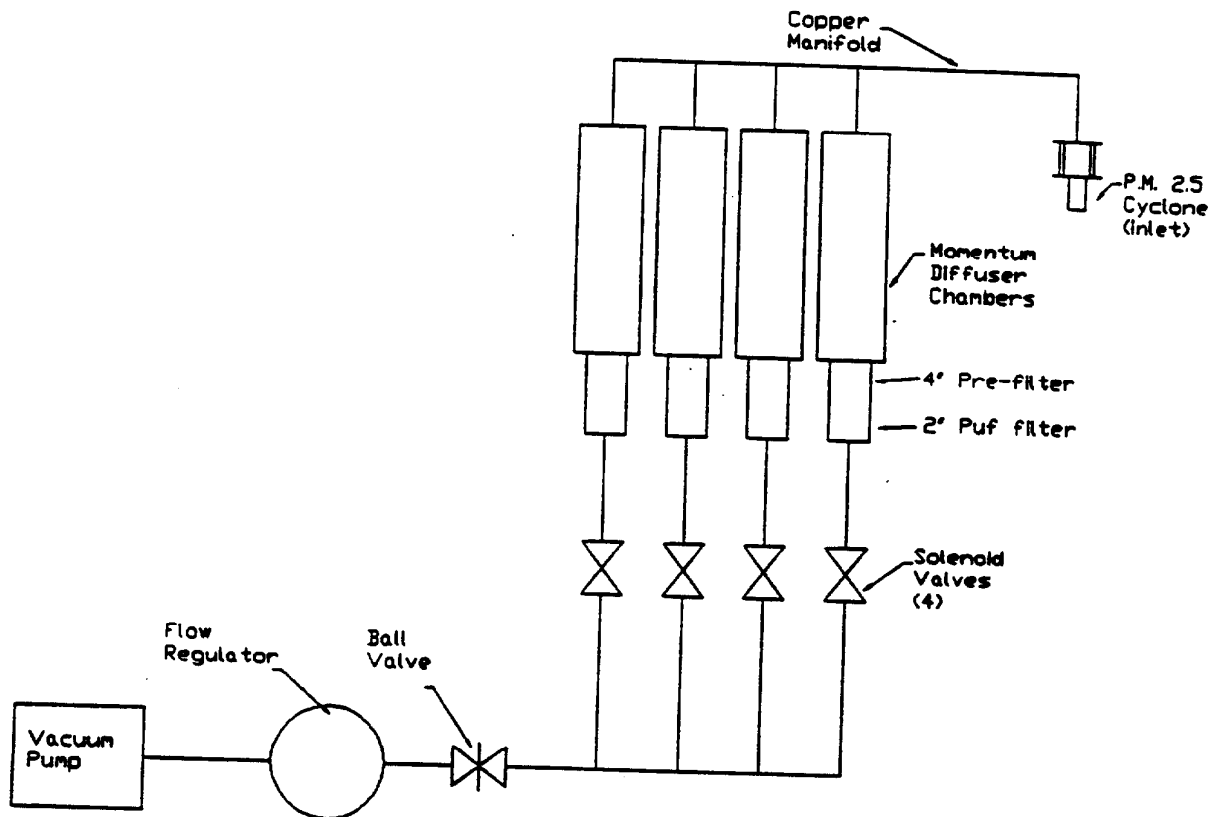 Copper
Manifold
P.M. 2.5
Cyclone
(inlet)
Momentum
Diffuser
Chambers
4" Pre-filter
2" Puf filter
Solenoid
Valves
(4)
Flow
Regulator
Ball
Valve
Vacuum
Pump